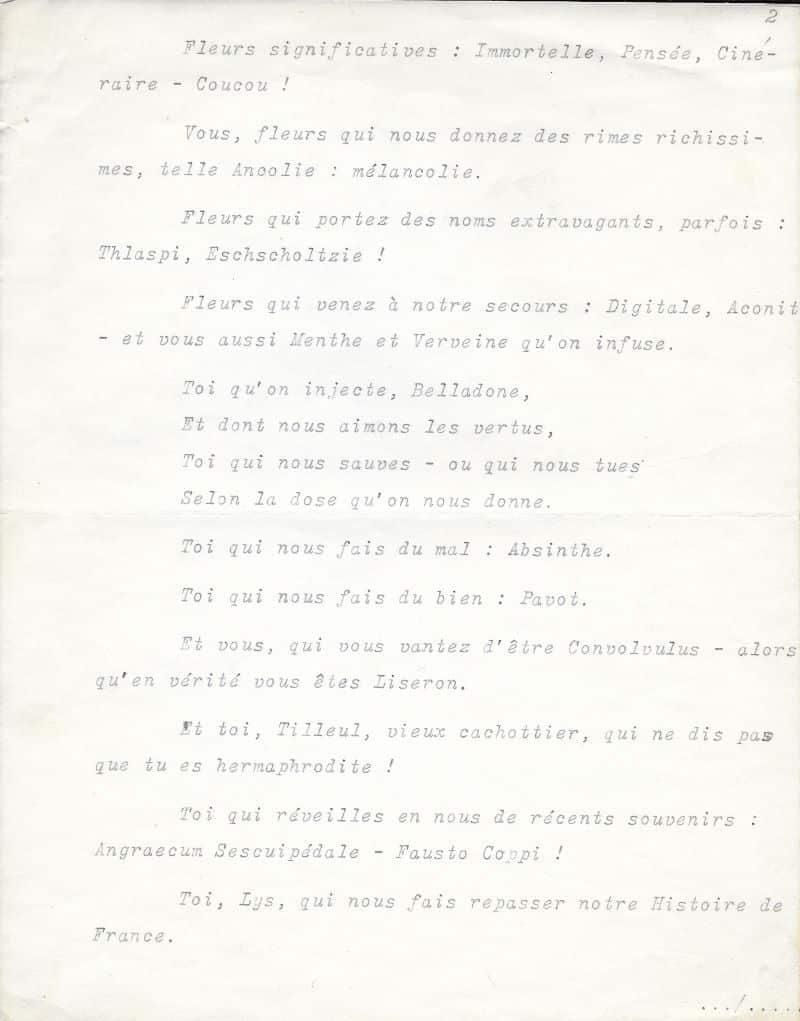 2
Fleurs significatives : Immortelle, Pensée, Ciné-
raire - Coucou !
Vous, fleurs qui nous donnez des rimes richissi-
mes, telle Ancolie : mélancolie.
Fleurs qui portez des noms extravagants, parfois :
Thlaspi, Eschscholtzie !
Fleurs qui venez à notre secours : Digitale, Aconit
- et vous aussi Menthe et Verveine qu'on infuse.
Toi qu'on injecte, Belladone,
Et dont nous aimons les vertus,
Toi qui nous sauves - ou qui nous tues
Selon la dose qu'on nous donne.
Toi qui nous fais du mal : Absinthe.
Toi qui nous fais du bien : Pavot.
Et vous, qui vous vantez d'être Convolvulus - alors
qu'en vérité vous êtes Liseron.
Et toi, Tilleul, vieux cachottier, qui ne dis pas
que tu es hermaphrodite !
Toi qui réveilles en nous de récents souvenirs :
Angraecum Sescuipédale - Fausto Coppi !
Toi, Lys, qui nous fais repasser notre Histoire de
France.
.../.....